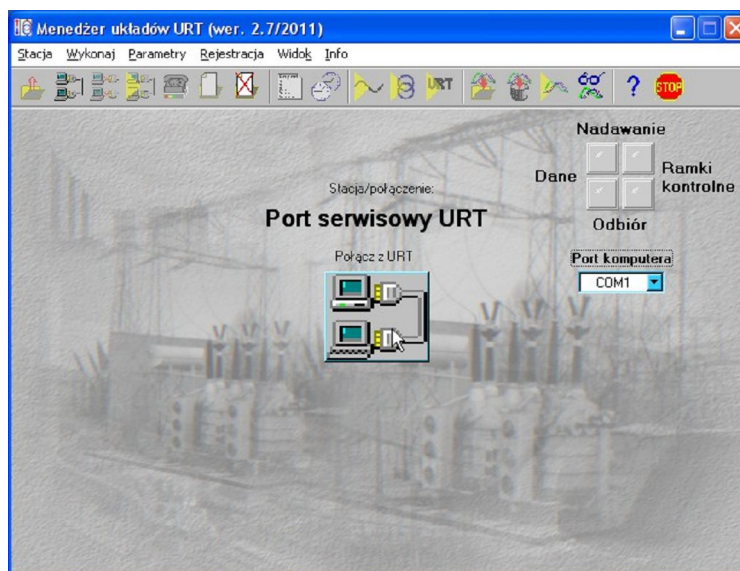 Menedżer układów URT (wer. 2.7/2011)
Stacja Wykonaj Parametry Rejestracja Widok Info
URT ? STOP
Nadawanie
Dane
Ramki
kontrolne
Odbiór
Stacja/połączenie:
Port serwisowy URT
Połącz z URT
Port komputera
COM1